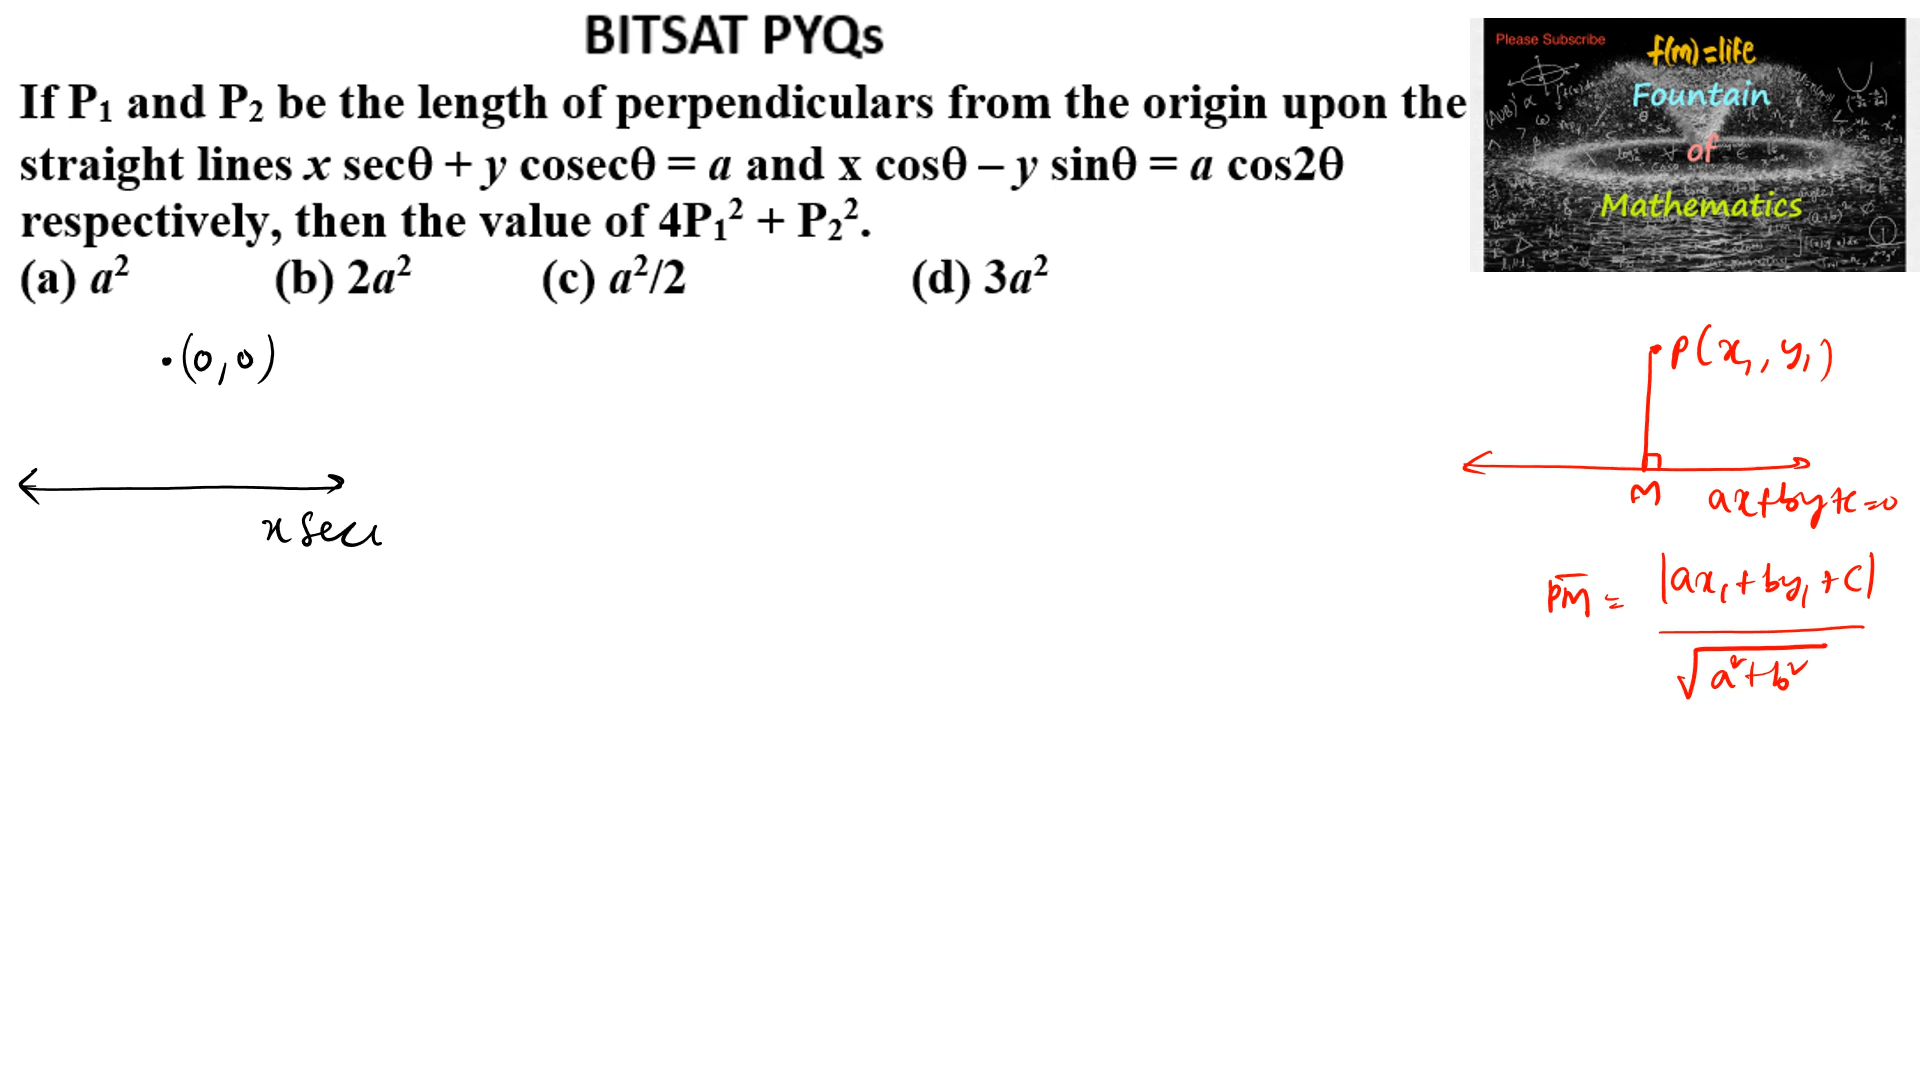 BITSAT PYQs
If P₁ and P₂ be the length of perpendiculars from the origin upon the
straight lines x secθ + y cosecθ = a and x cosθ – y sinθ = a cos2θ
respectively, then the value of 4P₁² + P₂².
(a) a² (b) 2a² (c) a²/2 (d) 3a²
Please Subscribe
f(m)=life
Fountain
of
Mathematics
.(0,0)
x sec
P(x₁, y₁)
M
ax+by+c=0
PM = |ax₁+by₁+c|
√a²+b²